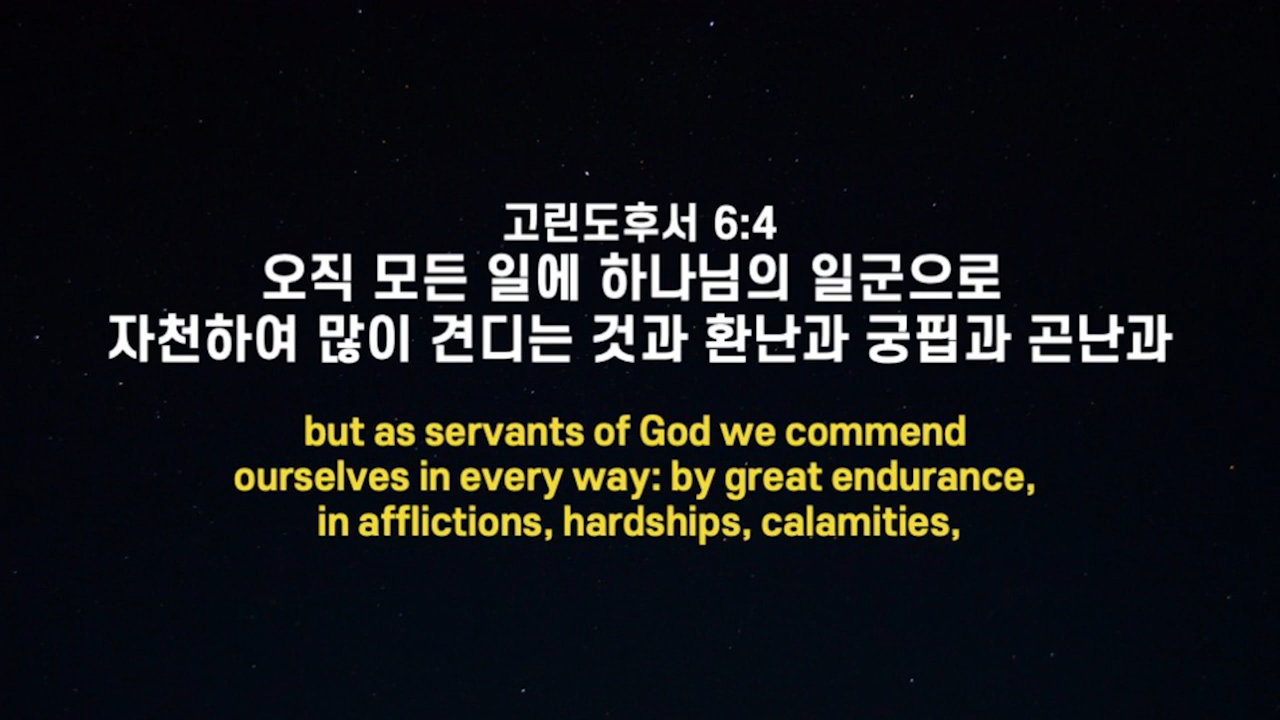 고린도후서 6:4
오직 모든 일에 하나님의 일군으로
자천하여 많이 견디는 것과 환난과 궁핍과 곤난과
but as servants of God we commend
ourselves in every way: by great endurance,
in afflictions, hardships, calamities,